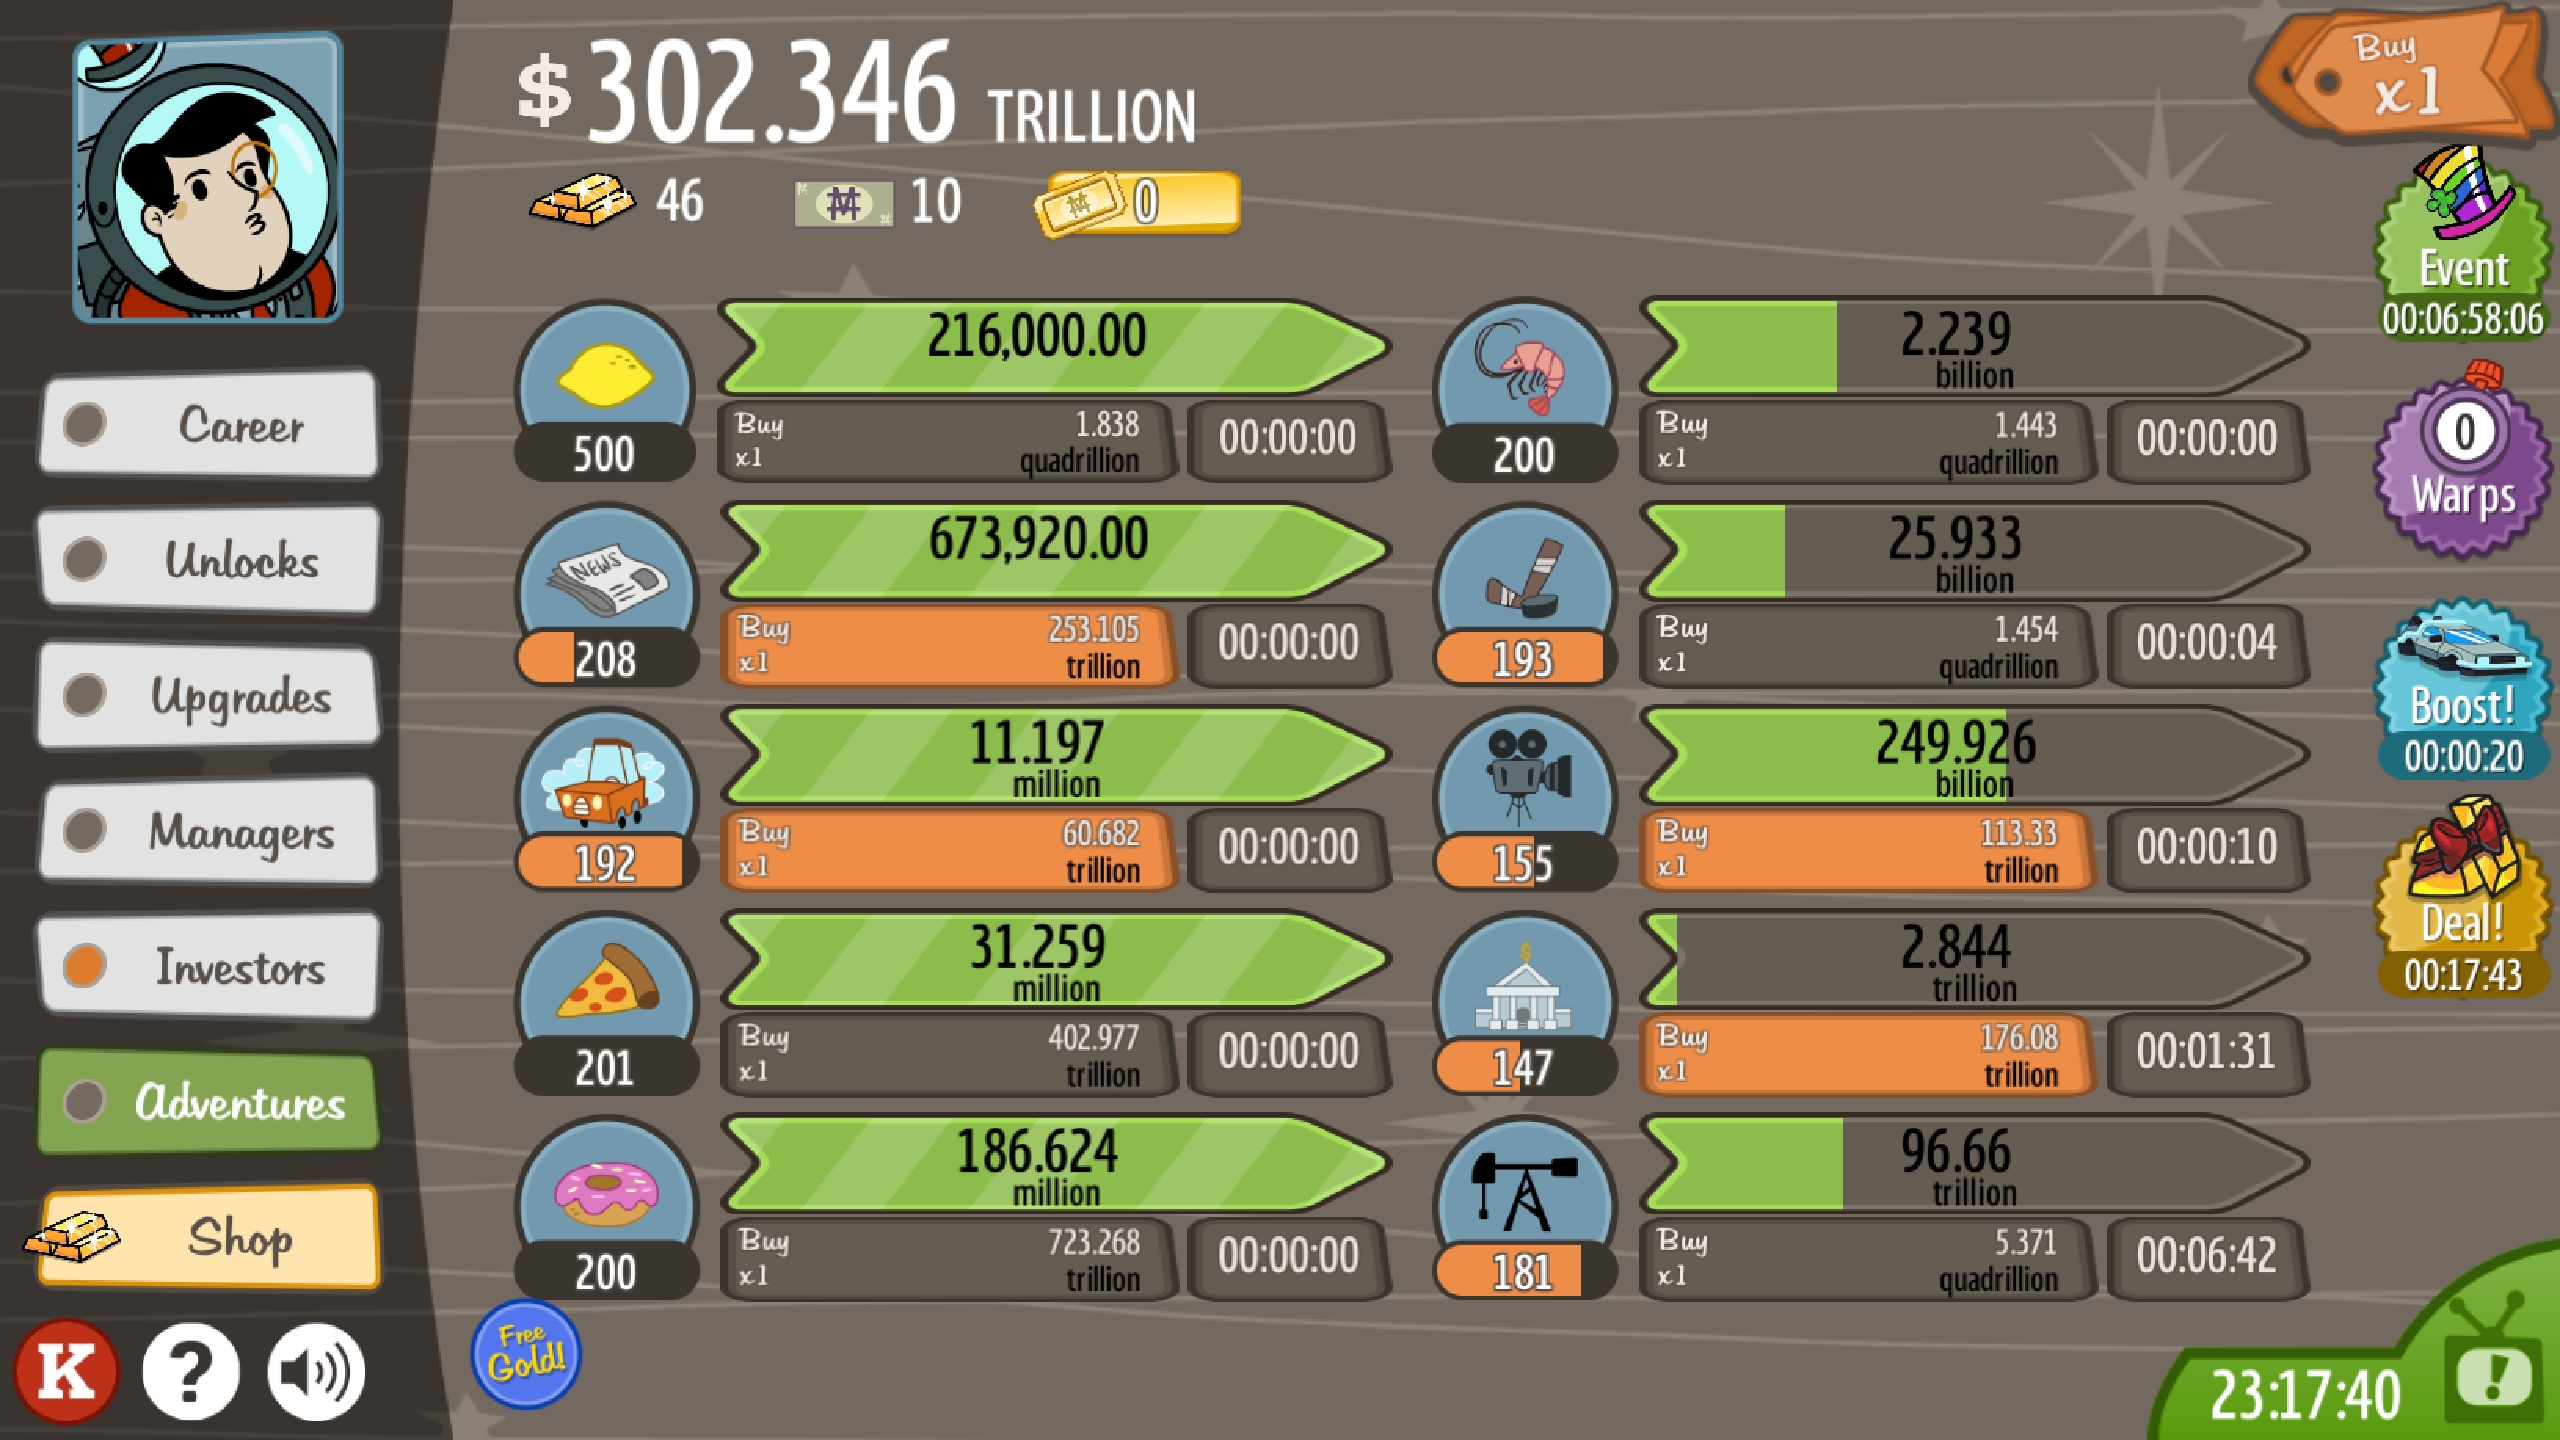 $ 302.346 TRILLION
46 10 0
Buy
x1
Event
00:06:58:06
0
Warps
Boost!
00:00:20
Deal!
00:17:43
Career
Unlocks
Upgrades
Managers
Investors
Adventures
Shop
K ?
216,000.00
500
Buy
x1
1.838
quadrillion
00:00:00
2.239
billion
200
Buy
x1
1.443
quadrillion
00:00:00
NEWS
673,920.00
208
Buy
x1
253.105
trillion
00:00:00
25.933
billion
193
Buy
x1
1.454
quadrillion
00:00:04
11.197
million
192
Buy
x1
60.682
trillion
00:00:00
249.926
billion
155
Buy
x1
113.33
trillion
00:00:10
31.259
million
201
Buy
x1
402.977
trillion
00:00:00
$
2.844
trillion
147
Buy
x1
176.08
trillion
00:01:31
186.624
million
200
Buy
x1
723.268
trillion
00:00:00
96.66
trillion
181
Buy
x1
5.371
quadrillion
00:06:42
Free
Gold!
23:17:40
!